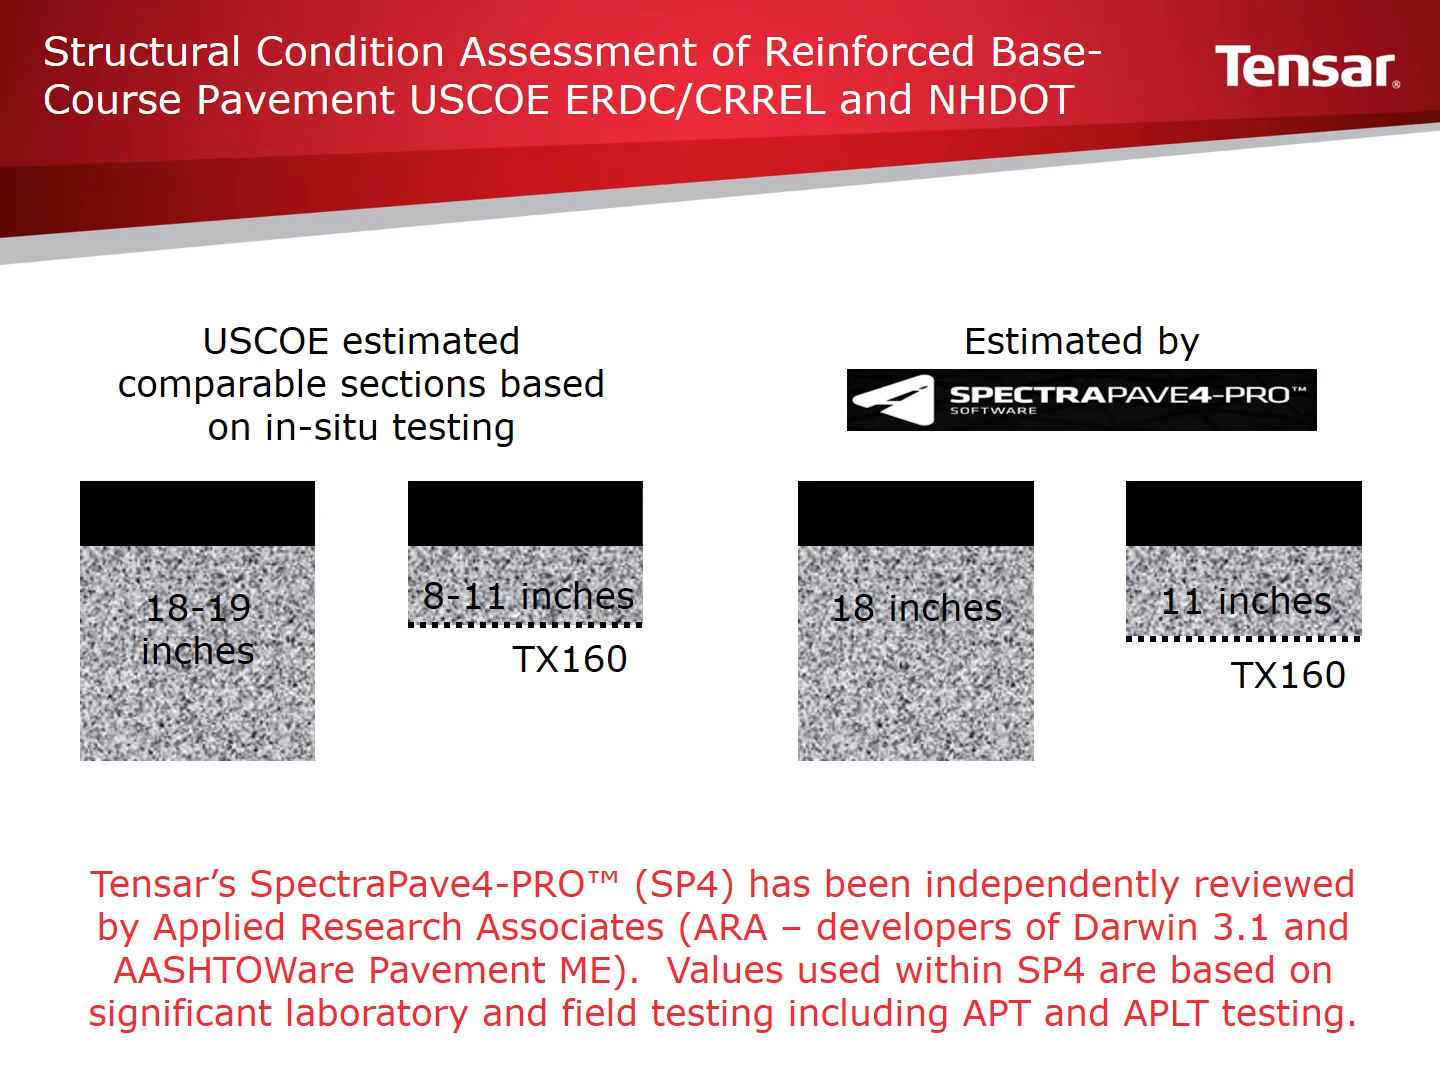 Structural Condition Assessment of Reinforced Base-
Course Pavement USCOE ERDC/CRREL and NHDOT
Tensar®
USCOE estimated
comparable sections based
on in-situ testing
Estimated by
SPECTRAPAVE4-PRO™
SOFTWARE
18-19
inches
8-11 inches
TX160
18 inches
11 inches
TX160
Tensar’s SpectraPave4-PRO™ (SP4) has been independently reviewed
by Applied Research Associates (ARA – developers of Darwin 3.1 and
AASHTOWare Pavement ME).  Values used within SP4 are based on
significant laboratory and field testing including APT and APLT testing.